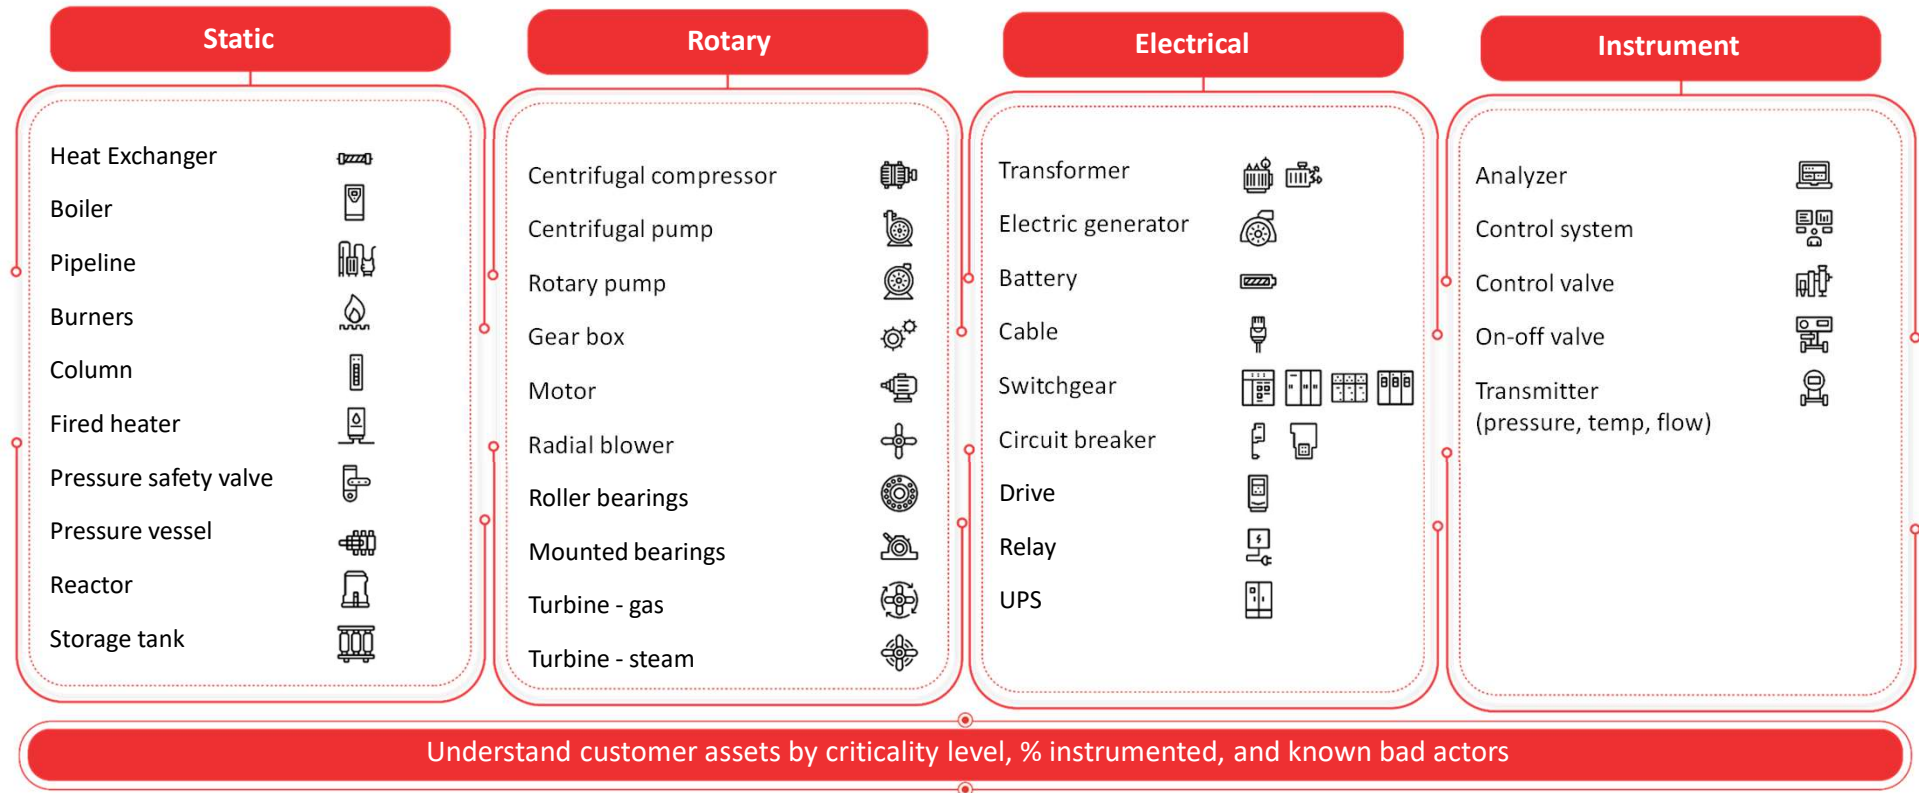 Static
Heat Exchanger
Boiler
Pipeline
Burners
Column
Fired heater
Pressure safety valve
Pressure vessel
Reactor
Storage tank
Rotary
Centrifugal compressor
Centrifugal pump
Rotary pump
Gear box
Motor
Radial blower
Roller bearings
Mounted bearings
Turbine - gas
Turbine - steam
Electrical
Transformer
Electric generator
Battery
Cable
Switchgear
Circuit breaker
Drive
Relay
UPS
Instrument
Analyzer
Control system
Control valve
On-off valve
Transmitter
(pressure, temp, flow)
Understand customer assets by criticality level, % instrumented, and known bad actors